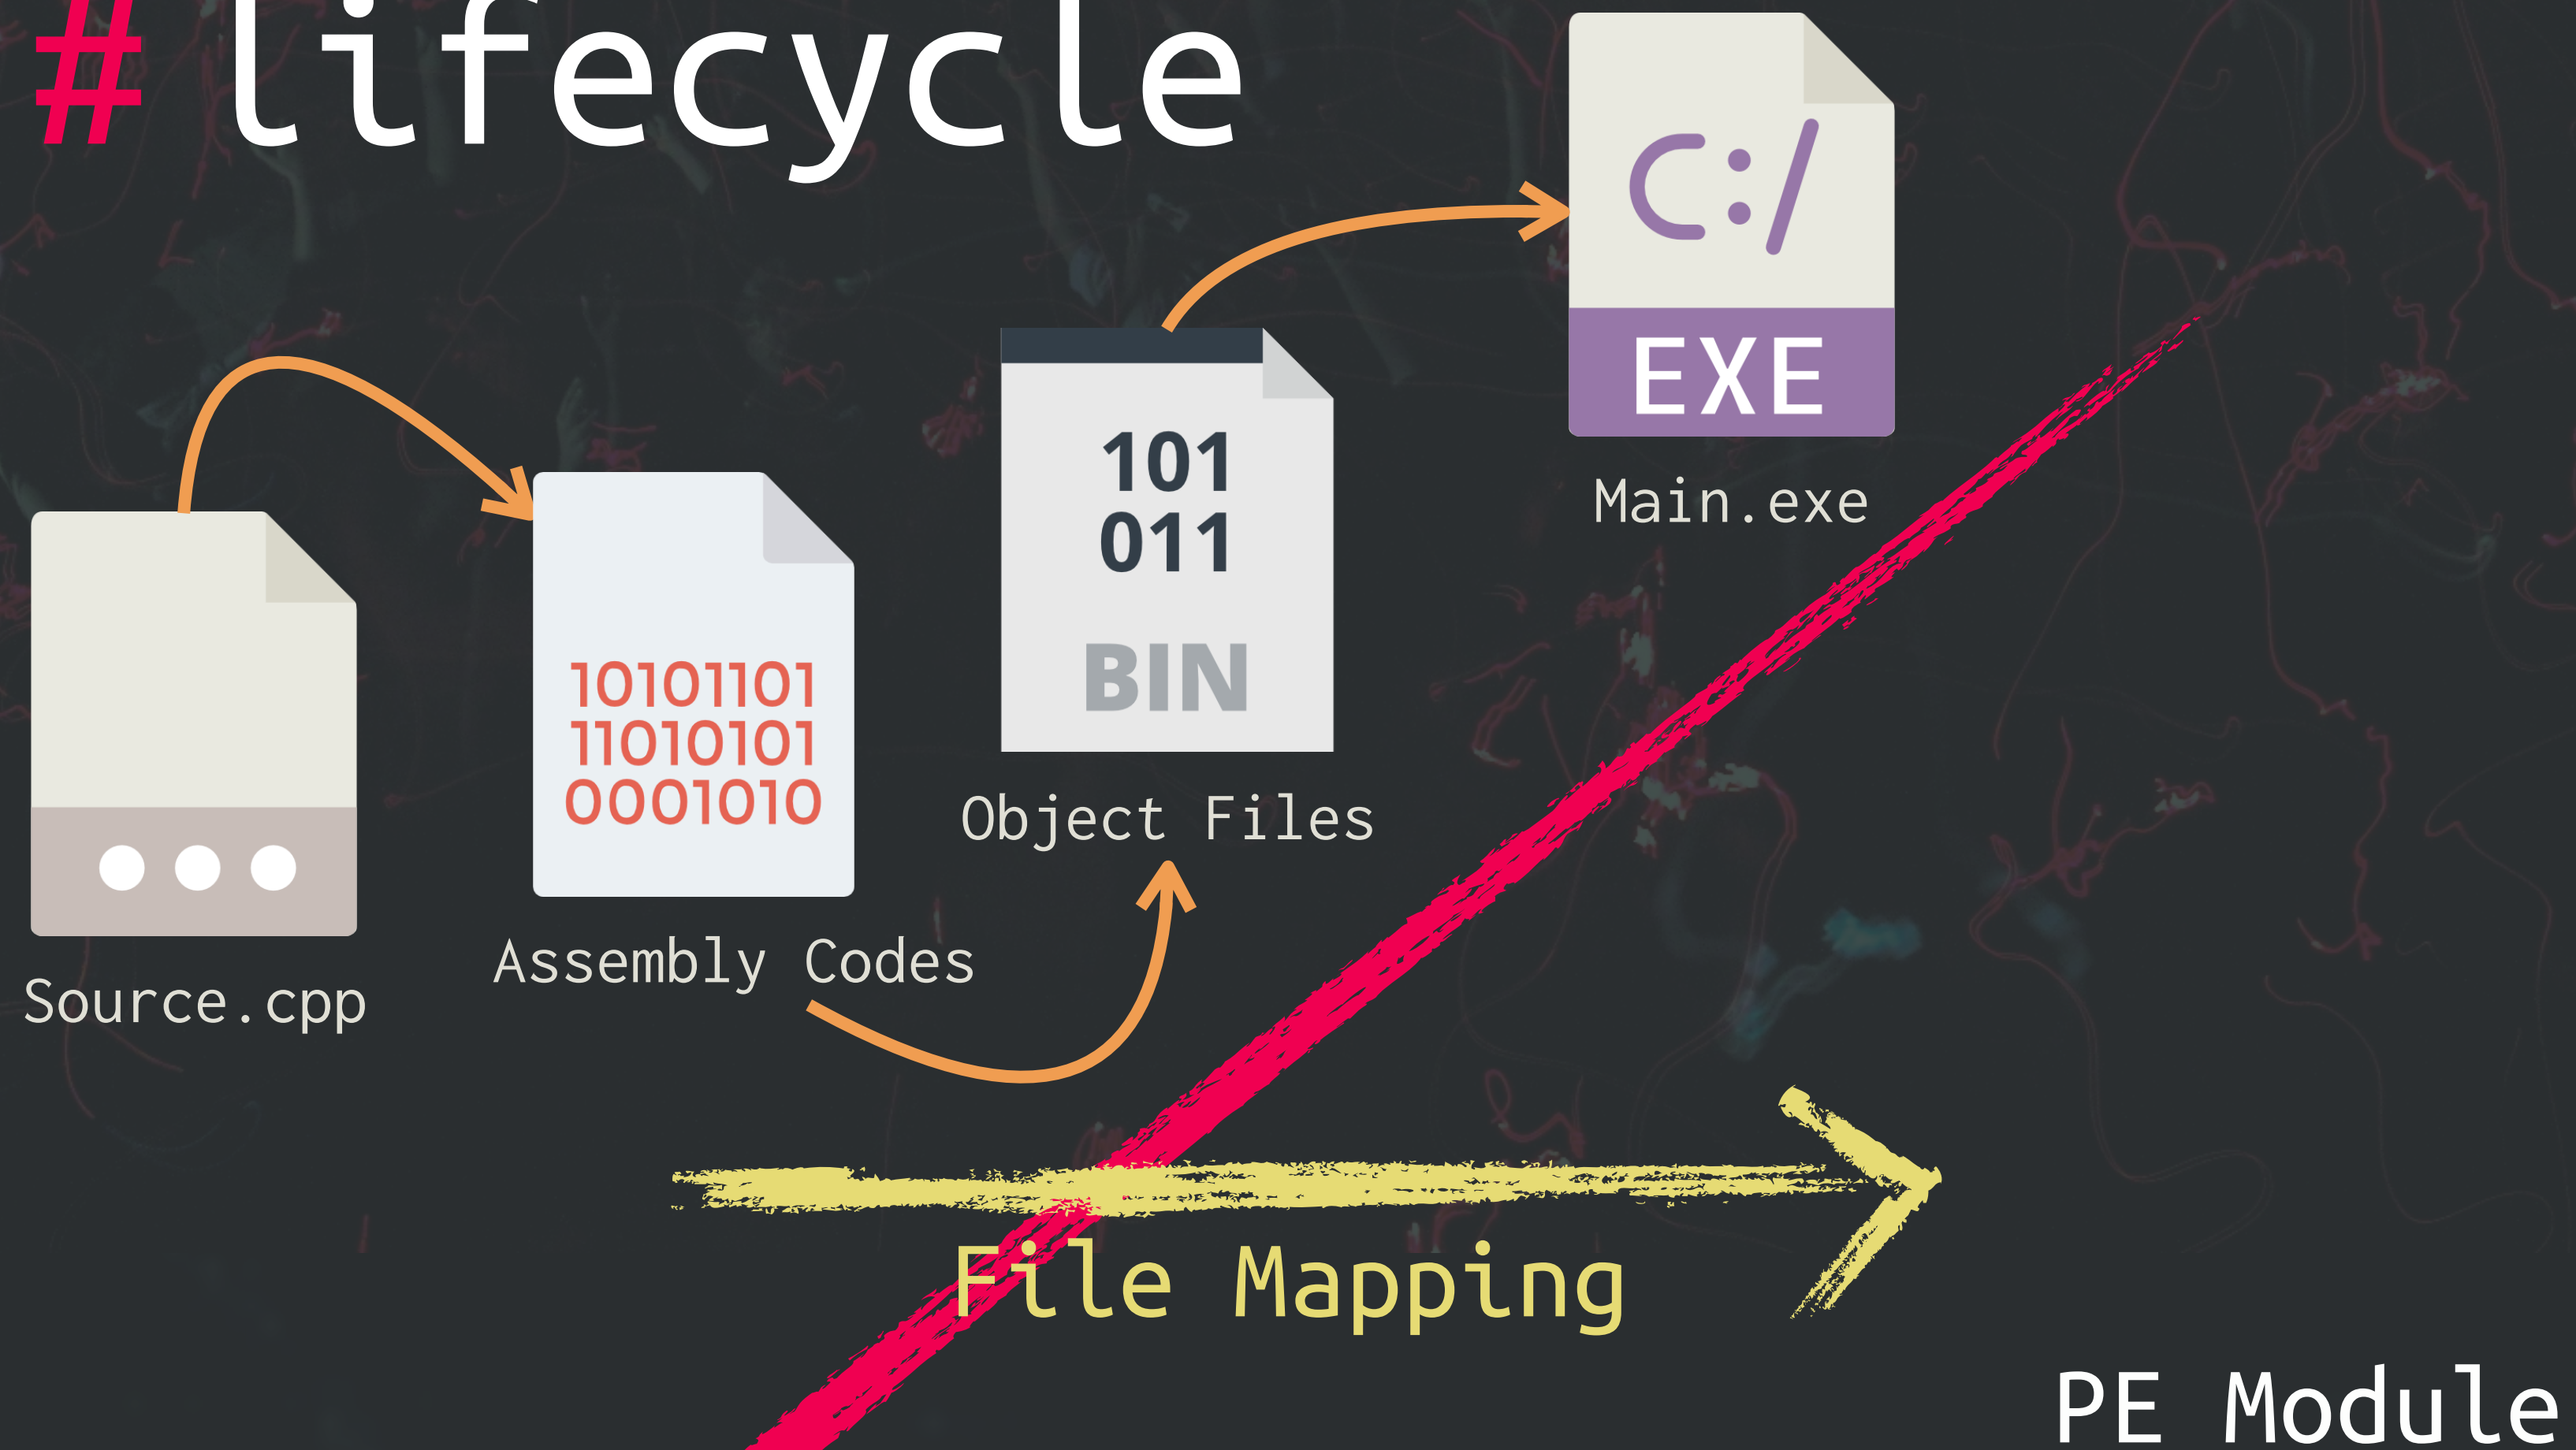 # lifecycle
C:/
EXE
Main.exe
101
011
BIN
Object Files
10101101
11010101
0001010
Assembly Codes
Source.cpp
File Mapping
PE Module